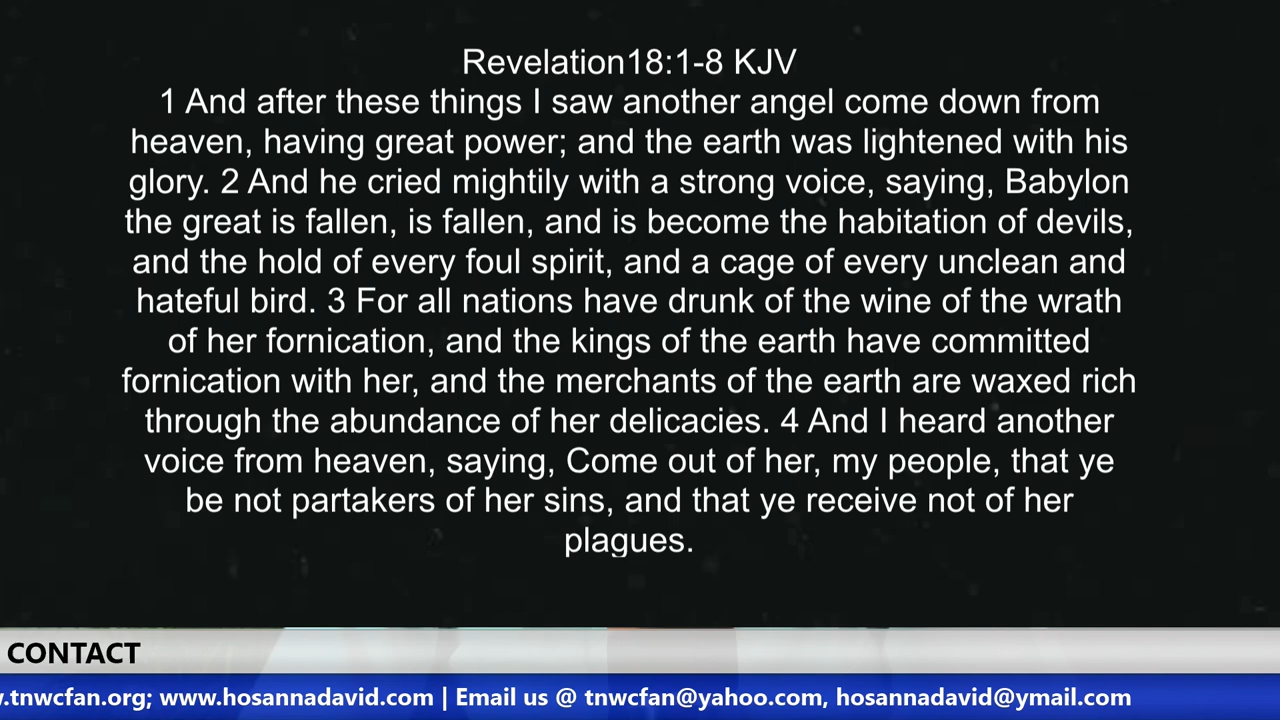 Revelation18:1-8 KJV
1 And after these things I saw another angel come down from
heaven, having great power; and the earth was lightened with his
glory. 2 And he cried mightily with a strong voice, saying, Babylon
the great is fallen, is fallen, and is become the habitation of devils,
and the hold of every foul spirit, and a cage of every unclean and
hateful bird. 3 For all nations have drunk of the wine of the wrath
of her fornication, and the kings of the earth have committed
fornication with her, and the merchants of the earth are waxed rich
through the abundance of her delicacies. 4 And I heard another
voice from heaven, saying, Come out of her, my people, that ye
be not partakers of her sins, and that ye receive not of her
plagues.
CONTACT
.tnwcfan.org; www.hosannadavid.com | Email us @ tnwcfan@yahoo.com, hosannadavid@ymail.com